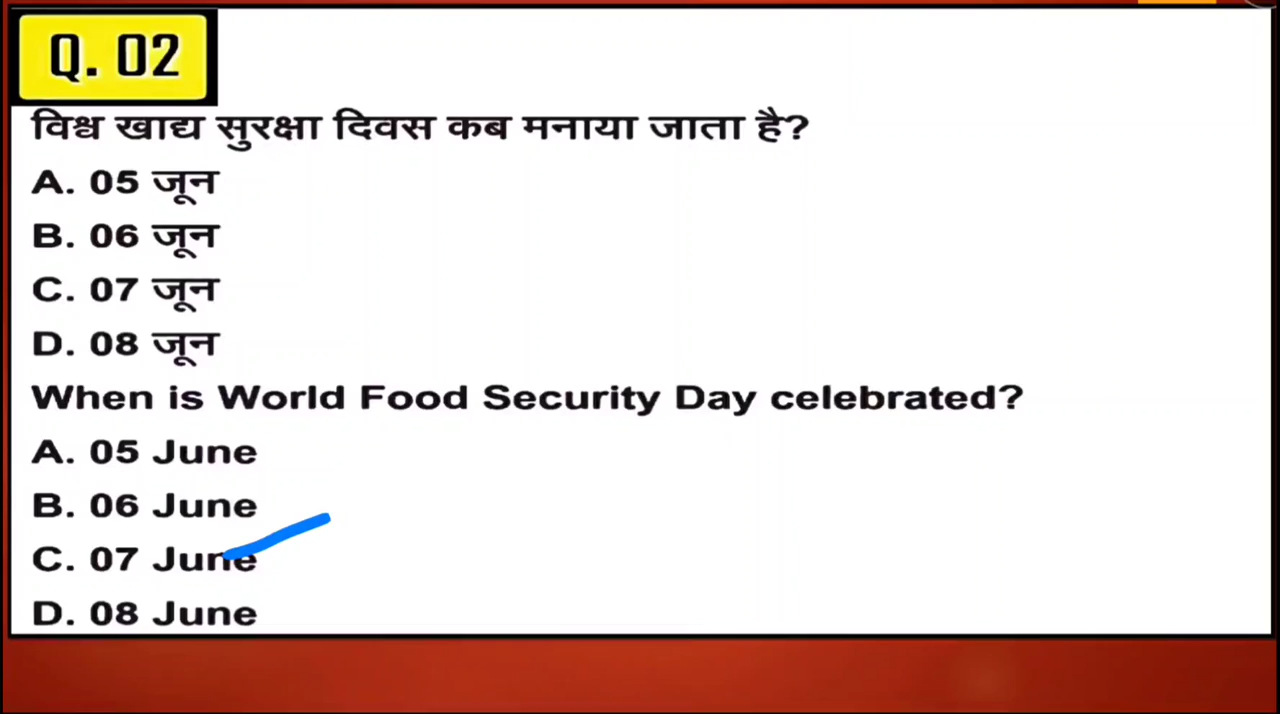 Q. 02
विश्व खाद्य सुरक्षा दिवस कब मनाया जाता है?
A. 05 जून
B. 06 जून
C. 07 जून
D. 08 जून
When is World Food Security Day celebrated?
A. 05 June
B. 06 June
C. 07 June
D. 08 June